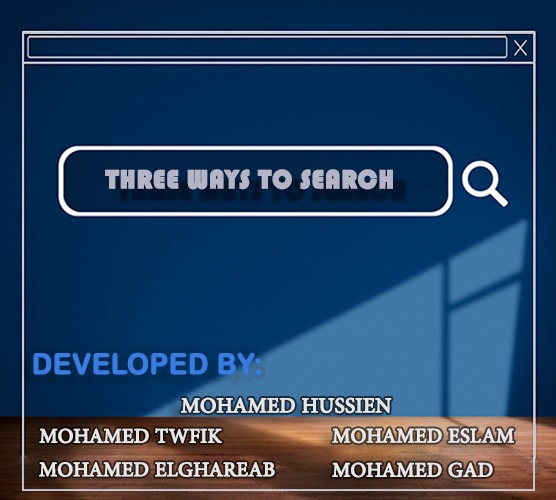 X
THREE WAYS TO SEARCH
DEVELOPED BY:
MOHAMED HUSSIEN
MOHAMED TWFIK
MOHAMED ESLAM
MOHAMED ELGHAREAB
MOHAMED GAD